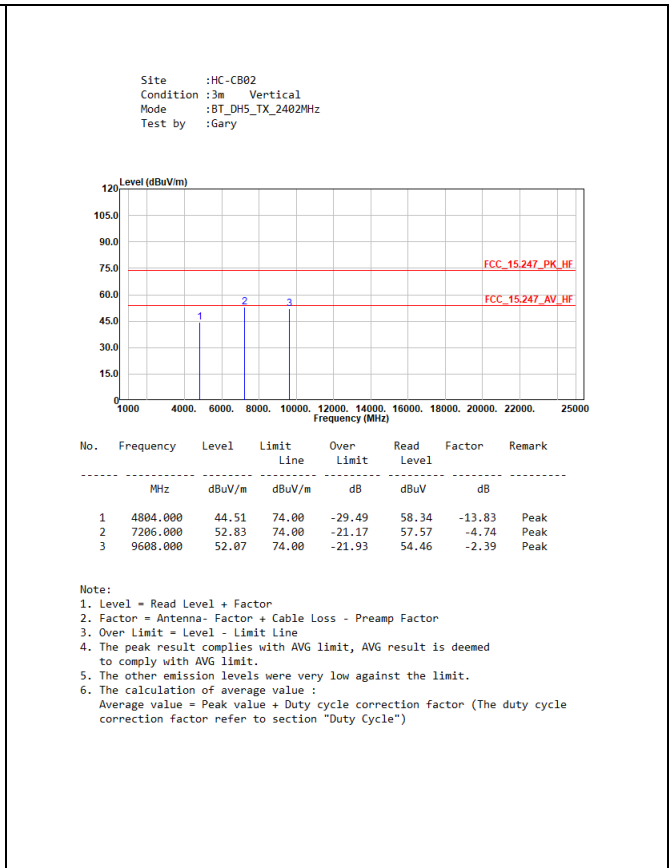 Site :HC-CB02
Condition :3m Vertical
Mode :BT_DH5_TX_2402MHz
Test by :Gary
Level (dBuV/m)
120
105.0
90.0
75.0
60.0
45.0
30.0
15.0
0
FCC_15.247_PK_HF
FCC_15.247_AV_HF
1
2
3
1000 4000. 6000. 8000. 10000. 12000. 14000. 16000. 18000. 20000. 22000. 25000
Frequency (MHz)
No. Frequency Level Limit Over Read Factor Remark
Line Limit Level
------ ----------- -------- -------- --------- -------- -------- ---------
MHz dBuV/m dBuV/m dB dBuV dB
1 4804.000 44.51 74.00 -29.49 58.34 -13.83 Peak
2 7206.000 52.83 74.00 -21.17 57.57 -4.74 Peak
3 9608.000 52.07 74.00 -21.93 54.46 -2.39 Peak
Note:
1. Level = Read Level + Factor
2. Factor = Antenna- Factor + Cable Loss - Preamp Factor
3. Over Limit = Level - Limit Line
4. The peak result complies with AVG limit, AVG result is deemed
to comply with AVG limit.
5. The other emission levels were very low against the limit.
6. The calculation of average value :
Average value = Peak value + Duty cycle correction factor (The duty cycle
correction factor refer to section "Duty Cycle")